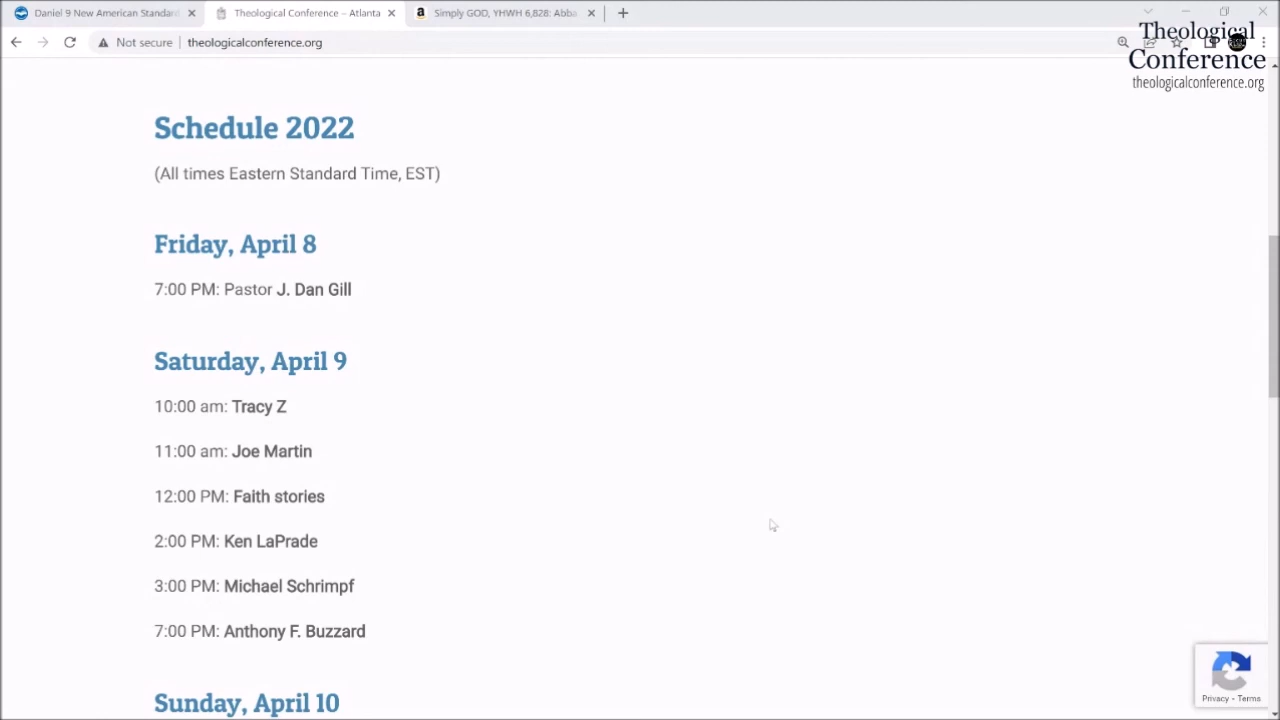 Daniel 9 New American Standard
Theological Conference – Atlanta
Simply GOD, YHWH 6,828: Abba
Not secure
theologicalconference.org
Theological
Conference
theologicalconference.org
Schedule 2022
(All times Eastern Standard Time, EST)
Friday, April 8
7:00 PM: Pastor J. Dan Gill
Saturday, April 9
10:00 am: Tracy Z
11:00 am: Joe Martin
12:00 PM: Faith stories
2:00 PM: Ken LaPrade
3:00 PM: Michael Schrimpf
7:00 PM: Anthony F. Buzzard
Sunday, April 10
Privacy - Terms